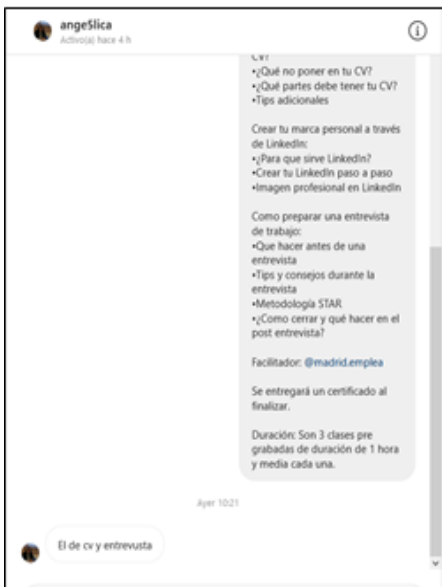 ange5lica
Activo(a) hace 4 h
CV?
•¿Qué no poner en tu CV?
•¿Qué partes debe tener tu CV?
•Tips adicionales
Crear tu marca personal a través
de LinkedIn:
•¿Para que sirve LinkedIn?
•Crear tu LinkedIn paso a paso
•Imagen profesional en LinkedIn
Como preparar una entrevista
de trabajo:
•Que hacer antes de una
entrevista
•Tips y consejos durante la
entrevista
•Metodología STAR
•¿Como cerrar y qué hacer en el
post entrevista?
Facilitador: @madrid.emplea
Se entregará un certificado al
finalizar.
Duración: Son 3 clases pre
grabadas de duración de 1 hora
y media cada una.
Ayer 10:21
El de cv y entrevusta